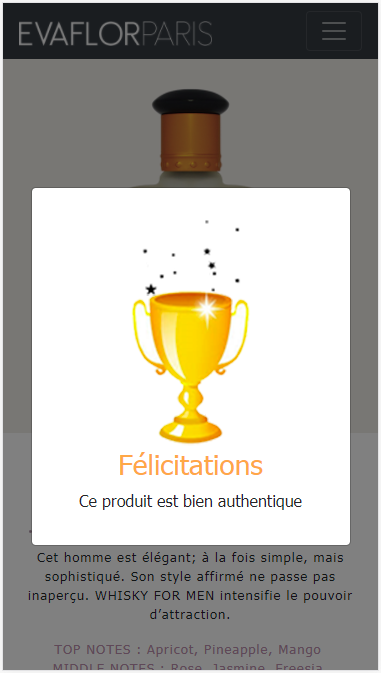 EVAFLORPARIS
Félicitations
Ce produit est bien authentique
Cet homme est élégant; à la fois simple, mais
sophistiqué. Son style affirmé ne passe pas
inaperçu. WHISKY FOR MEN intensifie le pouvoir
d’attraction.
TOP NOTES : Apricot, Pineapple, Mango
MIDDLE NOTES : Rose, Jasmine, Freesia